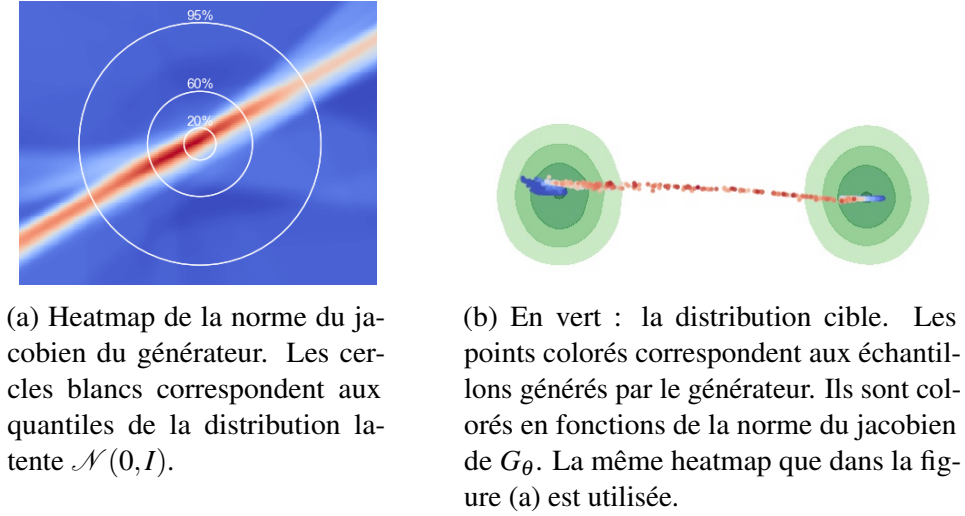 95%
60%
20%
(a) Heatmap de la norme du ja-
cobien du générateur. Les cer-
cles blancs correspondent aux
quantiles de la distribution la-
tente 𝒩(0,I).
(b) En vert : la distribution cible. Les
points colorés correspondent aux échantil-
lons générés par le générateur. Ils sont col-
orés en fonctions de la norme du jacobien
de Gθ. La même heatmap que dans la fig-
ure (a) est utilisée.